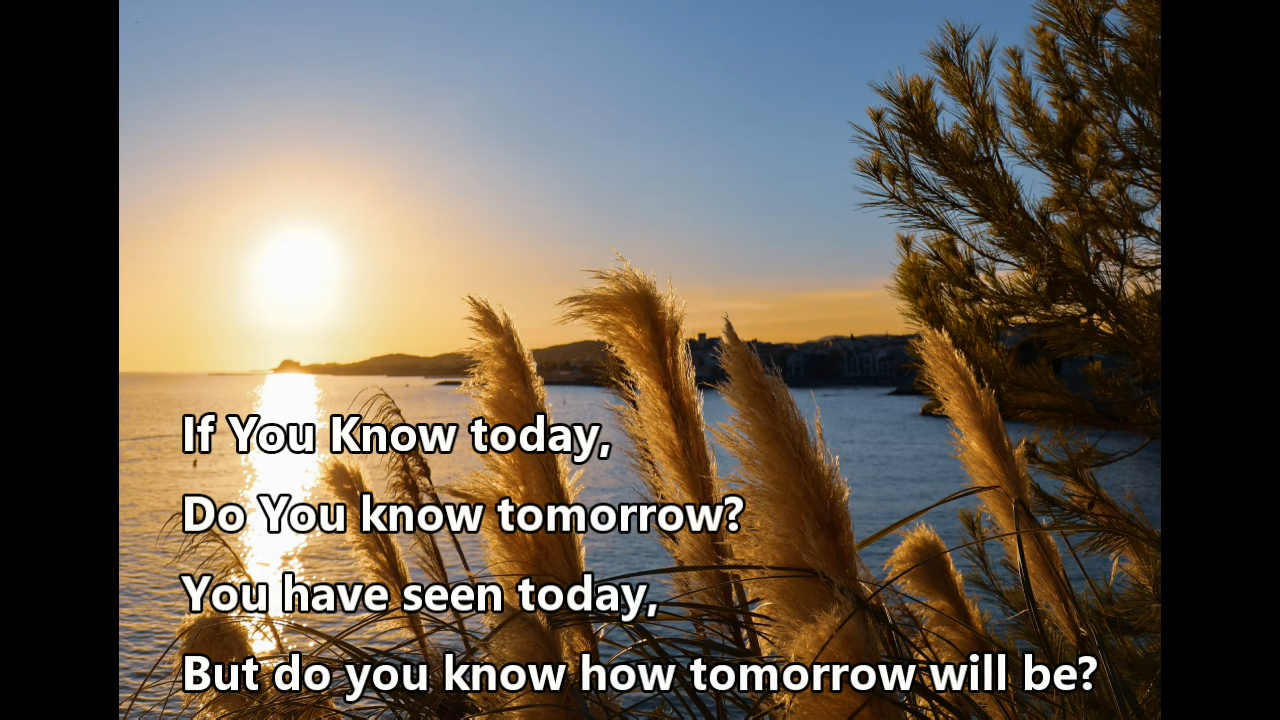 If You Know today,
Do You know tomorrow?
You have seen today,
But do you know how tomorrow will be?